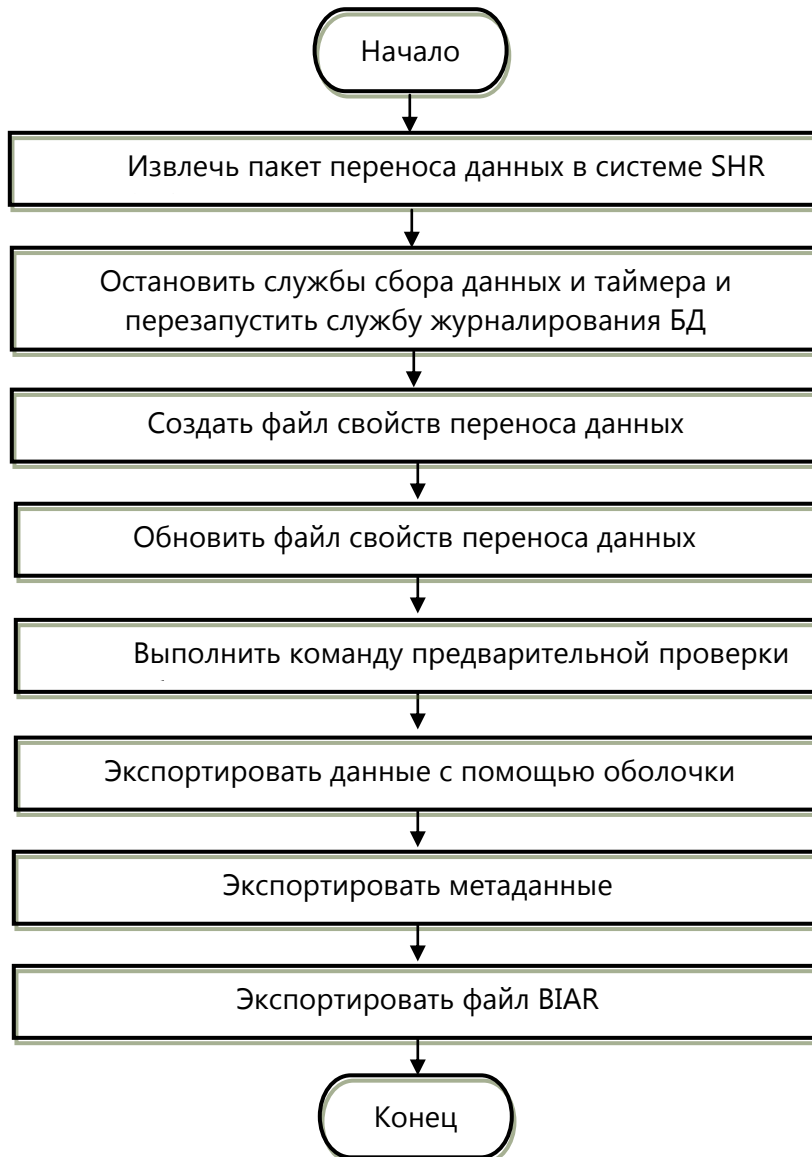 Начало
Извлечь пакет переноса данных в системе SHR
Остановить службы сбора данных и таймера и
перезапустить службу журналирования БД
Создать файл свойств переноса данных
Обновить файл свойств переноса данных
Выполнить команду предварительной проверки
Экспортировать данные с помощью оболочки
Экспортировать метаданные
Экспортировать файл BIAR
Конец